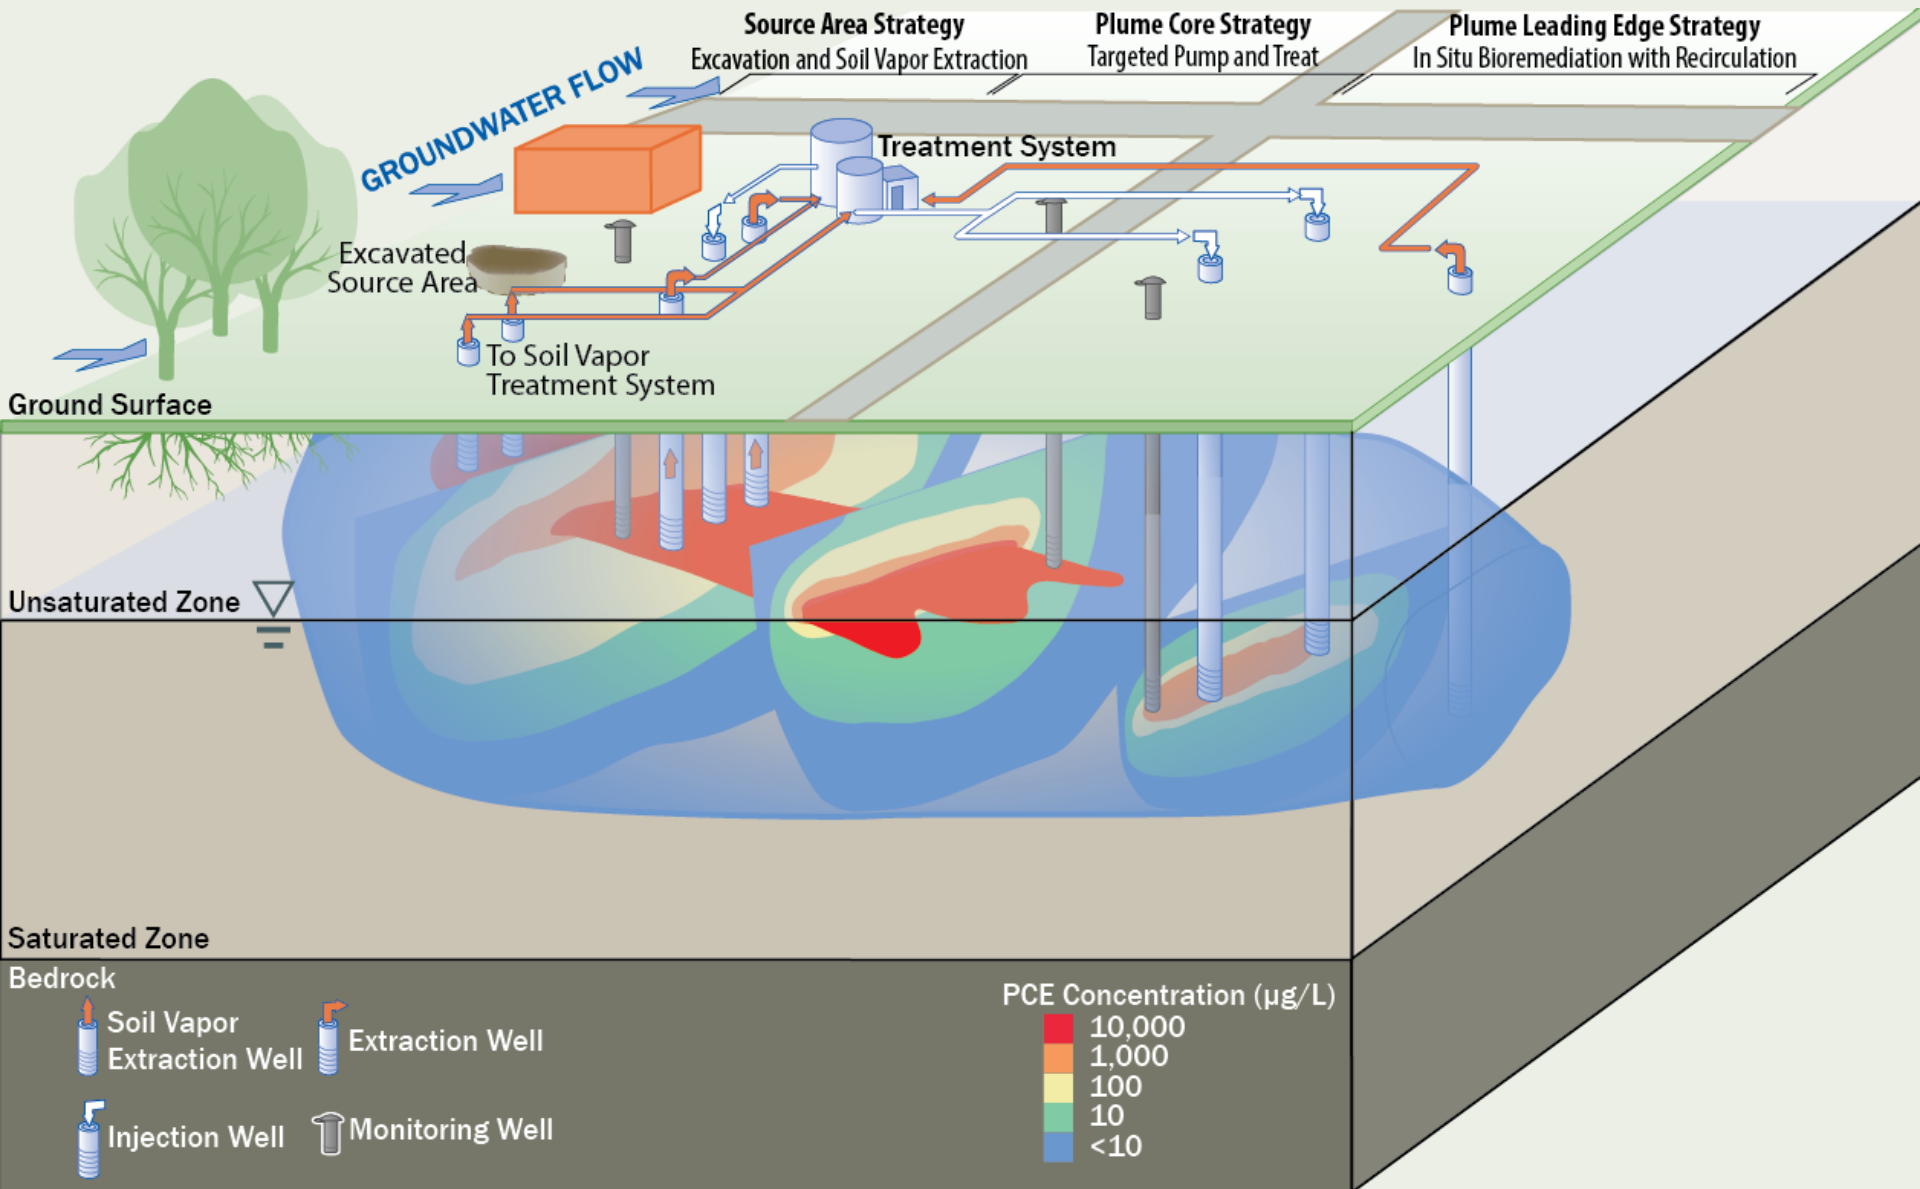 Source Area Strategy
Excavation and Soil Vapor Extraction
Plume Core Strategy
Targeted Pump and Treat
Plume Leading Edge Strategy
In Situ Bioremediation with Recirculation
GROUNDWATER FLOW
Treatment System
Excavated
Source Area
To Soil Vapor
Treatment System
Ground Surface
Unsaturated Zone
Saturated Zone
Bedrock
Soil Vapor
Extraction Well
Extraction Well
Injection Well
Monitoring Well
PCE Concentration (µg/L)
10,000
1,000
100
10
<10